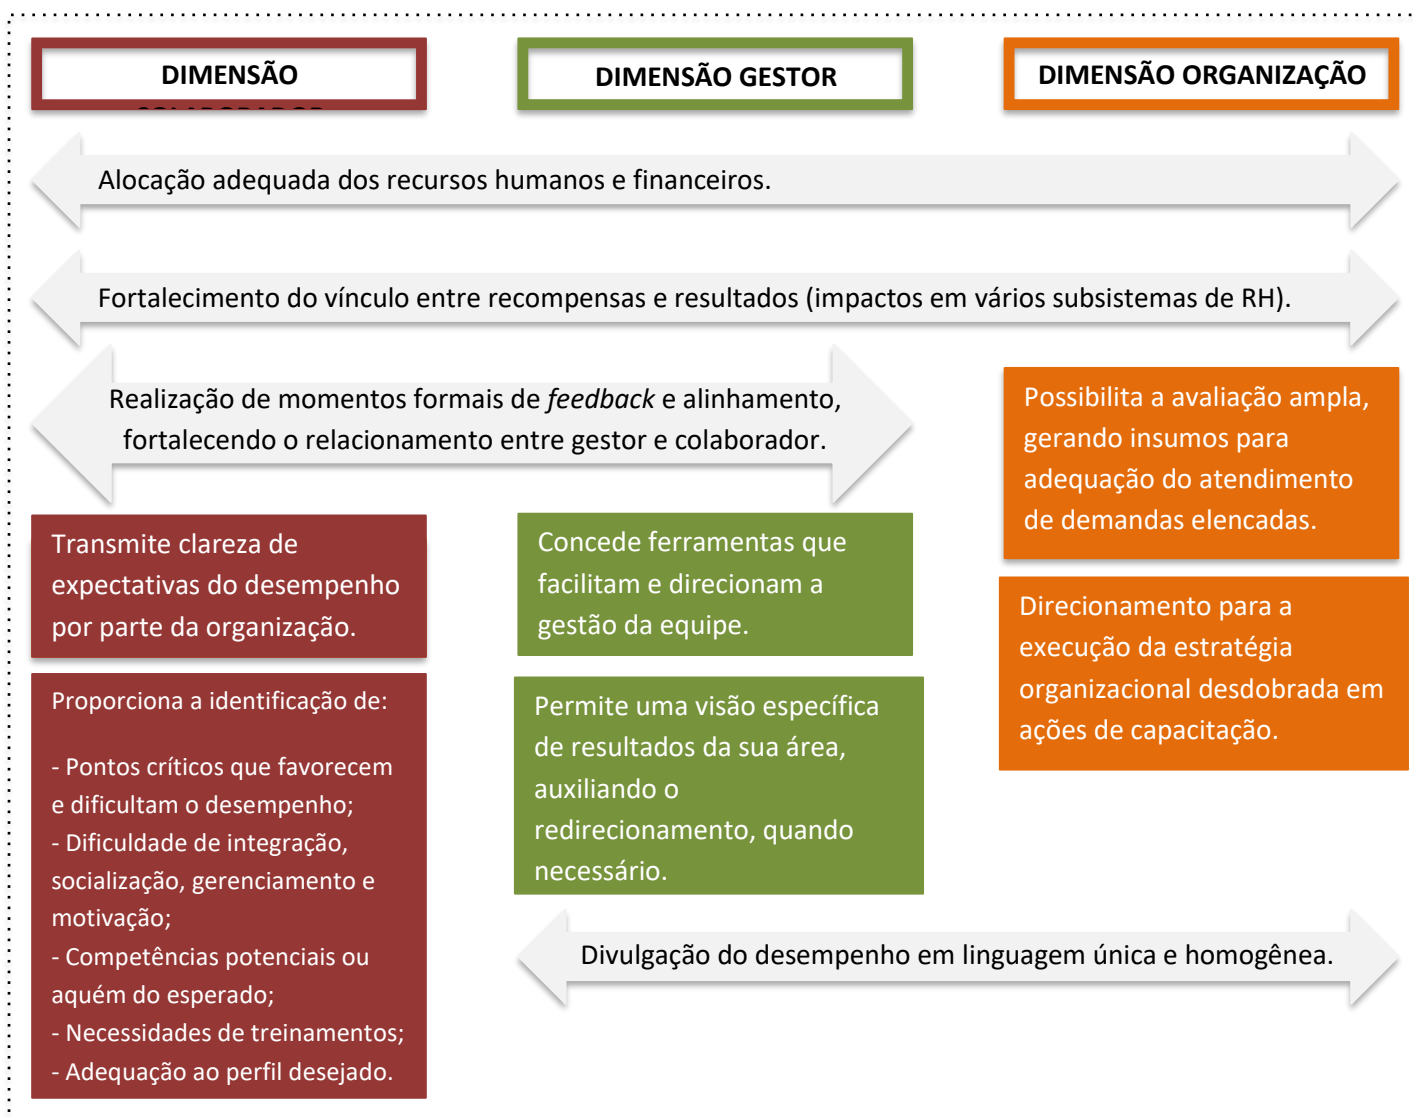 DIMENSÃO
DIMENSÃO GESTOR
DIMENSÃO ORGANIZAÇÃO
Alocação adequada dos recursos humanos e financeiros.
Fortalecimento do vínculo entre recompensas e resultados (impactos em vários subsistemas de RH).
Realização de momentos formais de feedback e alinhamento,
fortalecendo o relacionamento entre gestor e colaborador.
Possibilita a avaliação ampla,
gerando insumos para
adequação do atendimento
de demandas elencadas.
Transmite clareza de
expectativas do desempenho
por parte da organização.
Concede ferramentas que
facilitam e direcionam a
gestão da equipe.
Direcionamento para a
execução da estratégia
organizacional desdobrada em
ações de capacitação.
Proporciona a identificação de:
- Pontos críticos que favorecem
e dificultam o desempenho;
- Dificuldade de integração,
socialização, gerenciamento e
motivação;
- Competências potenciais ou
aquém do esperado;
- Necessidades de treinamentos;
- Adequação ao perfil desejado.
Permite uma visão específica
de resultados da sua área,
auxiliando o
redirecionamento, quando
necessário.
Divulgação do desempenho em linguagem única e homogênea.